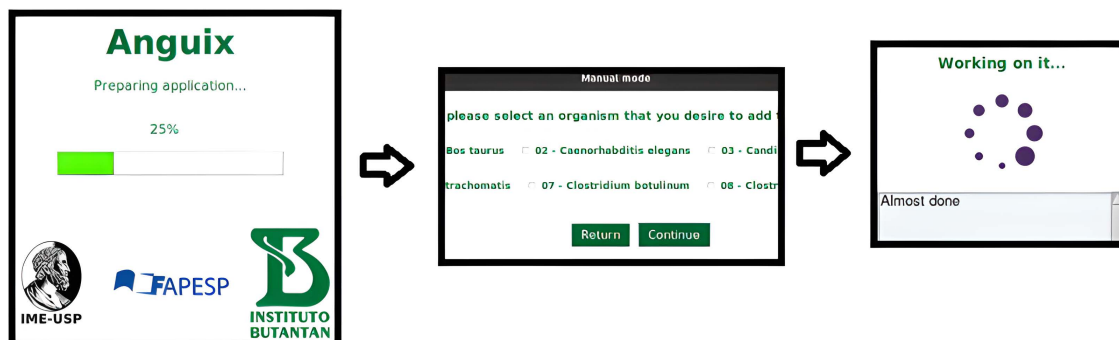 Anguix
Preparing application...
25%
IME-USP
FAPESP
INSTITUTO
BUTANTAN
Manual mode
please select an organism that you desire to add
Bos taurus 02 - Caenorhabditis elegans 03 - Candi
trachomatis 07 - Clostridium botulinum 08 - Clostr
Return Continue
Working on it...
Almost done